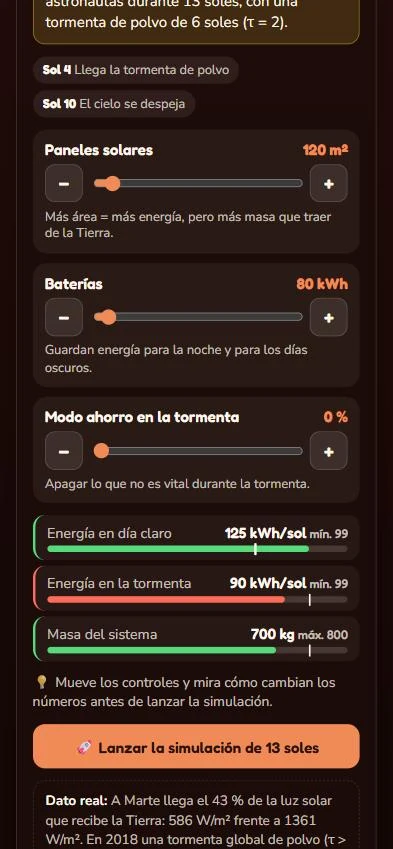 astronautas durante 13 soles, con una
tormenta de polvo de 6 soles (τ = 2).
Sol 4 Llega la tormenta de polvo
Sol 10 El cielo se despeja
Paneles solares 120 m²
− +
Más área = más energía, pero más masa que traer
de la Tierra.
Baterías 80 kWh
− +
Guardan energía para la noche y para los días
oscuros.
Modo ahorro en la tormenta 0 %
− +
Apagar lo que no es vital durante la tormenta.
Energía en día claro 125 kWh/sol mín. 99
Energía en la tormenta 90 kWh/sol mín. 99
Masa del sistema 700 kg máx. 800
Mueve los controles y mira cómo cambian los
números antes de lanzar la simulación.
Lanzar la simulación de 13 soles
Dato real: A Marte llega el 43 % de la luz solar
que recibe la Tierra: 586 W/m² frente a 1361
W/m². En 2018 una tormenta global de polvo (τ >